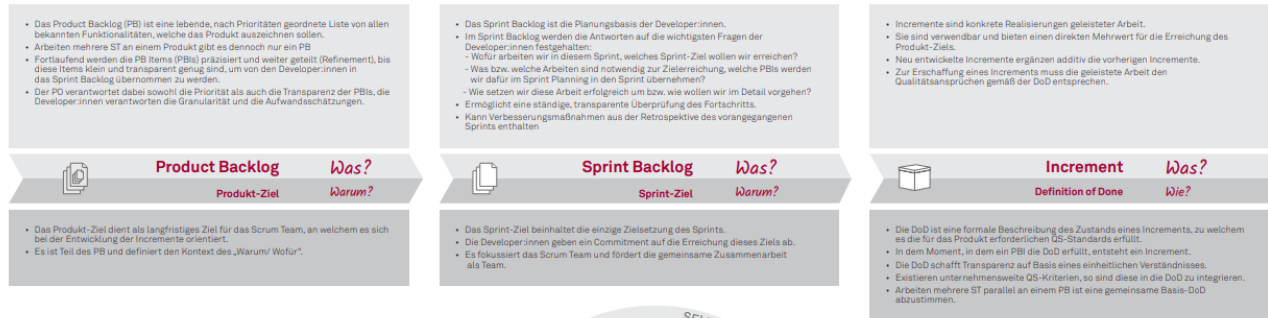 • Das Product Backlog (PB) ist eine lebende, nach Prioritäten geordnete Liste von allen
bekannten Funktionalitäten, welche das Produkt auszeichnen sollen.
• Arbeiten mehrere ST an einem Produkt gibt es dennoch nur ein PB
• Fortlaufend werden die PB Items (PBIs) präzisiert und weiter geteilt (Refinement), bis
diese Items klein und transparent genug sind, um von den Developer:innen in
das Sprint Backlog übernommen zu werden.
• Der PO verantwortet dabei sowohl die Priorität als auch die Transparenz der PBIs, die
Developer:innen verantworten die Granularität und die Aufwandsschätzungen.
Product Backlog Was?
Produkt-Ziel Warum?
• Das Produkt-Ziel dient als langfristiges Ziel für das Scrum Team, an welchem es sich
bei der Entwicklung der Incremente orientiert.
• Es ist Teil des PB und definiert den Kontext des „Warum/ Wofür".
• Das Sprint Backlog ist die Planungsbasis der Developer:innen.
• Im Sprint Backlog werden die Antworten auf die wichtigsten Fragen der
Developer:innen festgehalten:
- Wofür arbeiten wir in diesem Sprint, welches Sprint-Ziel wollen wir erreichen?
- Was bzw. welche Arbeiten sind notwendig zur Zielerreichung, welche PBIs werden
wir dafür im Sprint Planning in den Sprint übernehmen?
- Wie setzen wir diese Arbeit erfolgreich um bzw. wie wollen wir im Detail vorgehen?
• Ermöglicht eine ständige, transparente Überprüfung des Fortschritts.
• Kann Verbesserungsmaßnahmen aus der Retrospektive des vorangegangenen
Sprints enthalten
Sprint Backlog Was?
Sprint-Ziel Warum?
• Das Sprint-Ziel beinhaltet die einzige Zielsetzung des Sprints.
• Die Developer:innen geben ein Commitment auf die Erreichung dieses Ziels ab.
• Es fokussiert das Scrum Team und fördert die gemeinsame Zusammenarbeit
als Team.
• Incremente sind konkrete Realisierungen geleisteter Arbeit.
• Sie sind verwendbar und bieten einen direkten Mehrwert für die Erreichung des
Produkt-Ziels.
• Neu entwickelte Incremente ergänzen additiv die vorherigen Incremente.
• Zur Erschaffung eines Increments muss die geleistete Arbeit den
Qualitätsansprüchen gemäß der DoD entsprechen.
Increment Was?
Definition of Done Wie?
• Die DoD ist eine formale Beschreibung des Zustands eines Increments, zu welchem
es die für das Produkt erforderlichen QS-Standards erfüllt.
• In dem Moment, in dem ein PBI die DoD erfüllt, entsteht ein Increment.
• Die DoD schafft Transparenz auf Basis eines einheitlichen Verständnisses.
• Existieren unternehmensweite QS-Kriterien, so sind diese in die DoD zu integrieren.
• Arbeiten mehrere ST parallel an einem PB ist eine gemeinsame Basis-DoD
abzustimmen.